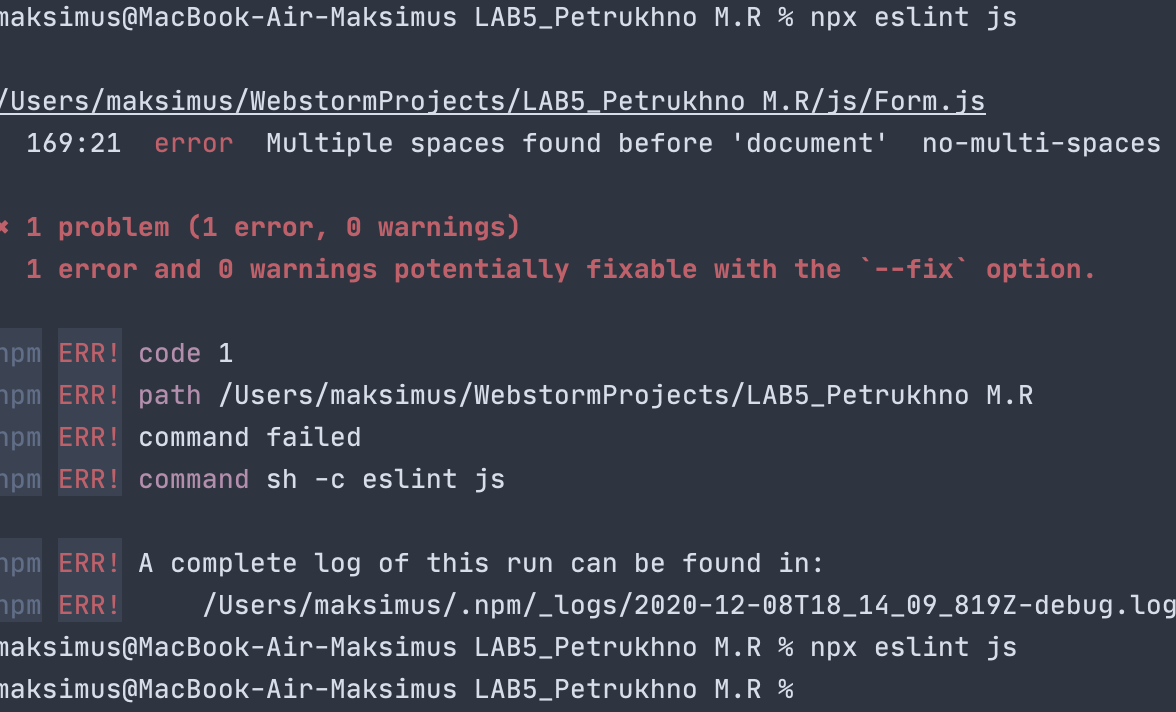 maksimus@MacBook-Air-Maksimus LAB5_Petrukhno M.R % npx eslint js
/Users/maksimus/WebstormProjects/LAB5_Petrukhno M.R/js/Form.js
169:21  error  Multiple spaces found before 'document'  no-multi-spaces
✖ 1 problem (1 error, 0 warnings)
1 error and 0 warnings potentially fixable with the `--fix` option.
npm ERR! code 1
npm ERR! path /Users/maksimus/WebstormProjects/LAB5_Petrukhno M.R
npm ERR! command failed
npm ERR! command sh -c eslint js
npm ERR! A complete log of this run can be found in:
npm ERR!     /Users/maksimus/.npm/_logs/2020-12-08T18_14_09_819Z-debug.log
maksimus@MacBook-Air-Maksimus LAB5_Petrukhno M.R % npx eslint js
maksimus@MacBook-Air-Maksimus LAB5_Petrukhno M.R %